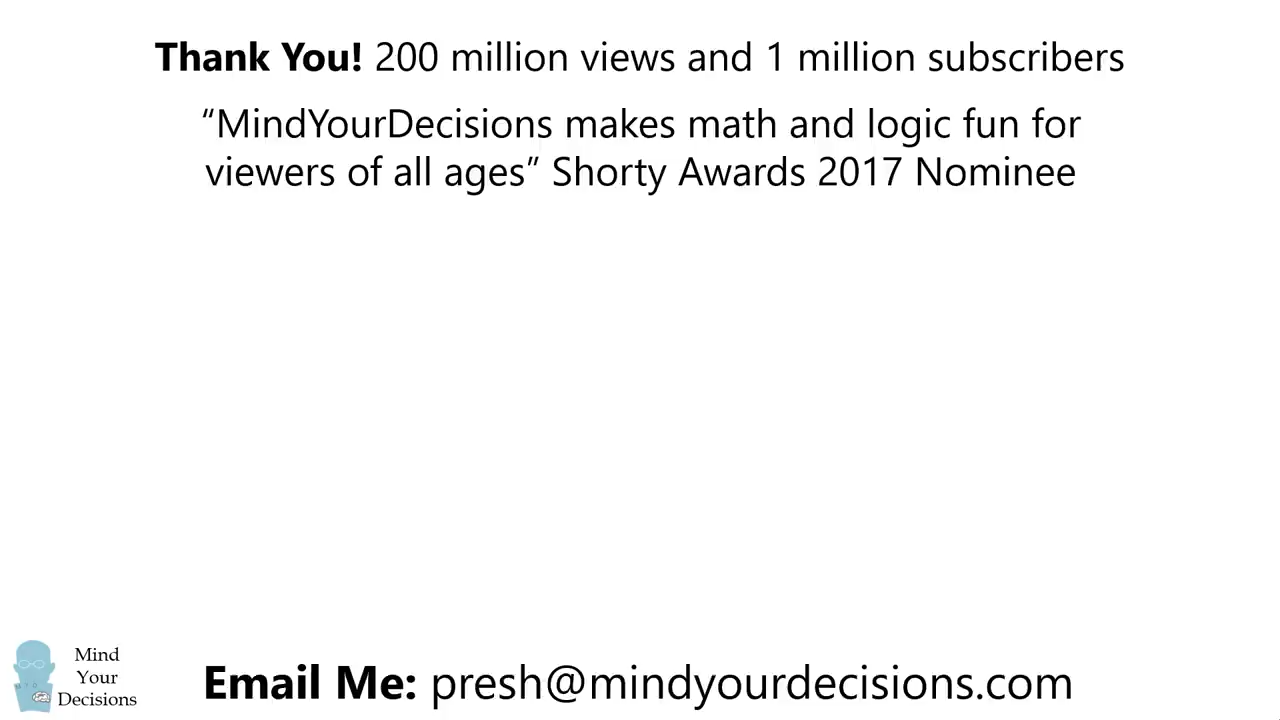 Thank You! 200 million views and 1 million subscribers
“MindYourDecisions makes math and logic fun for
viewers of all ages” Shorty Awards 2017 Nominee
Mind
Your
Decisions
Email Me: presh@mindyourdecisions.com